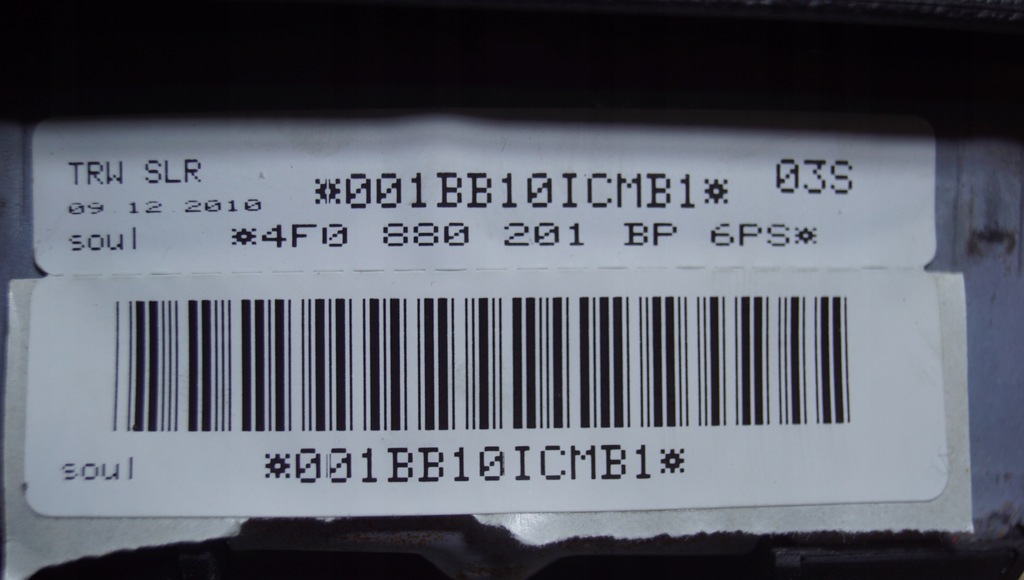 TRW SLR
*001BB10ICMB1* 03S
09.12.2010
soul *4F0 880 201 BP 6PS*
soul *001BB10ICMB1*